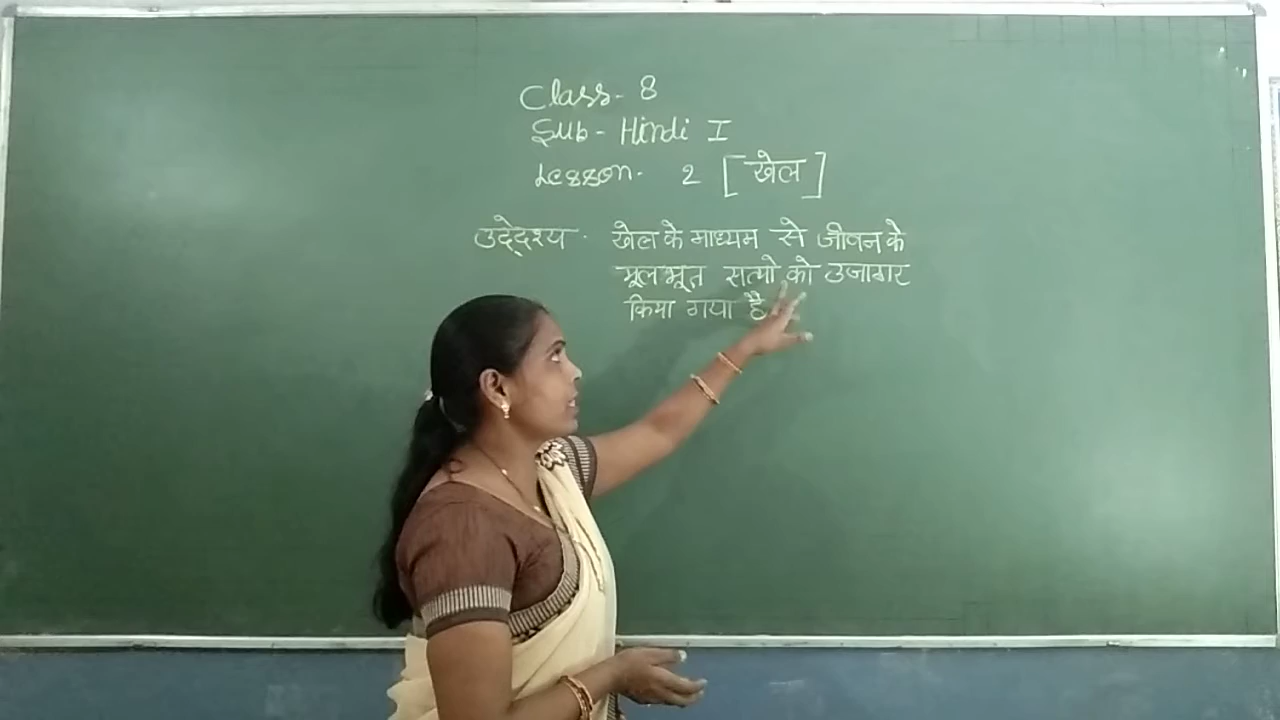 Class- 8
Sub- Hindi I
Lesson- 2 [खेल]
उद्देश्य - खेल के माध्यम से जीवन के
मूलभूत सत्यो को उजागर
किया गया है